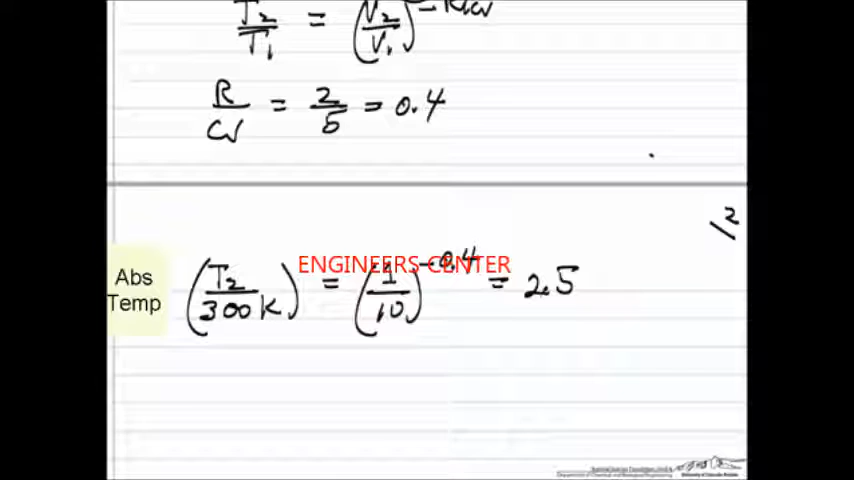 T₂/T₁ = (V₂/V₁)^-R/CV
R/CV = 2/5 = 0.4
2
Abs Temp
(T₂/300K) = (1/10)^-0.4 = 2.5
ENGINEERS CENTER